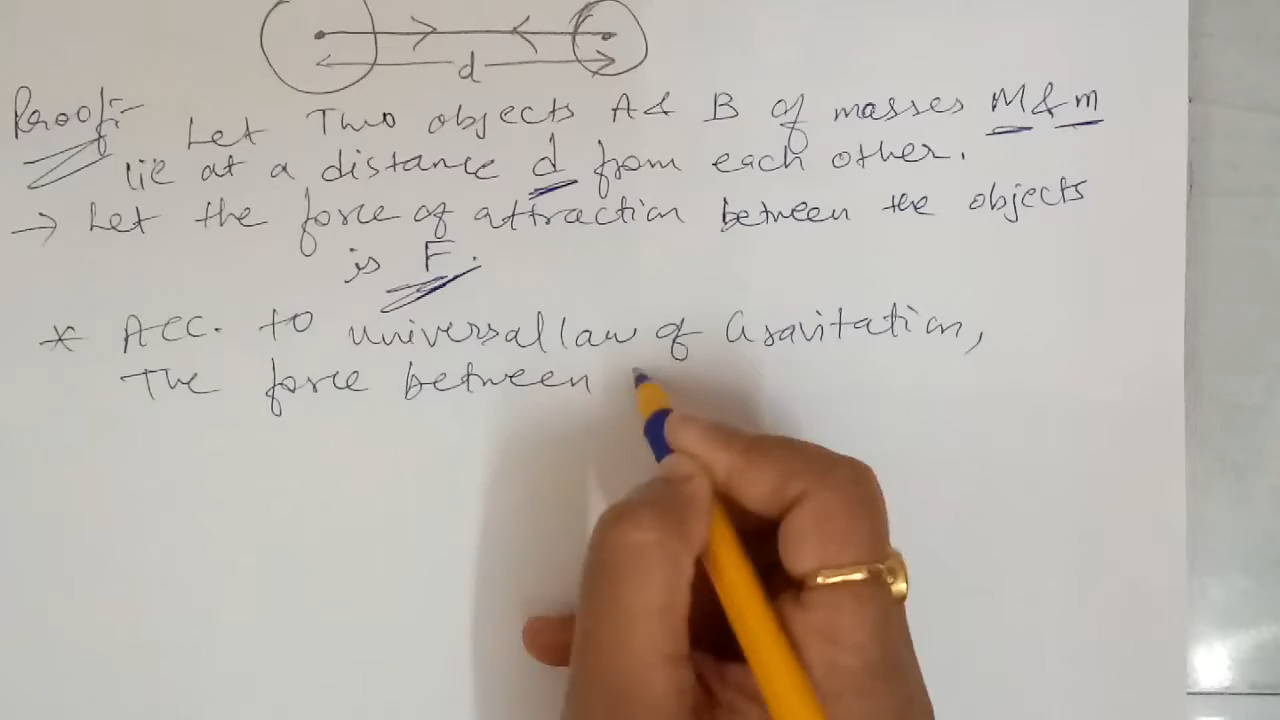 d
Proof:- Let Two objects A & B of masses M & m
lie at a distance d from each other.
→ Let the force of attraction between the objects
is F.
* Acc. to universal law of Gravitation,
The force between